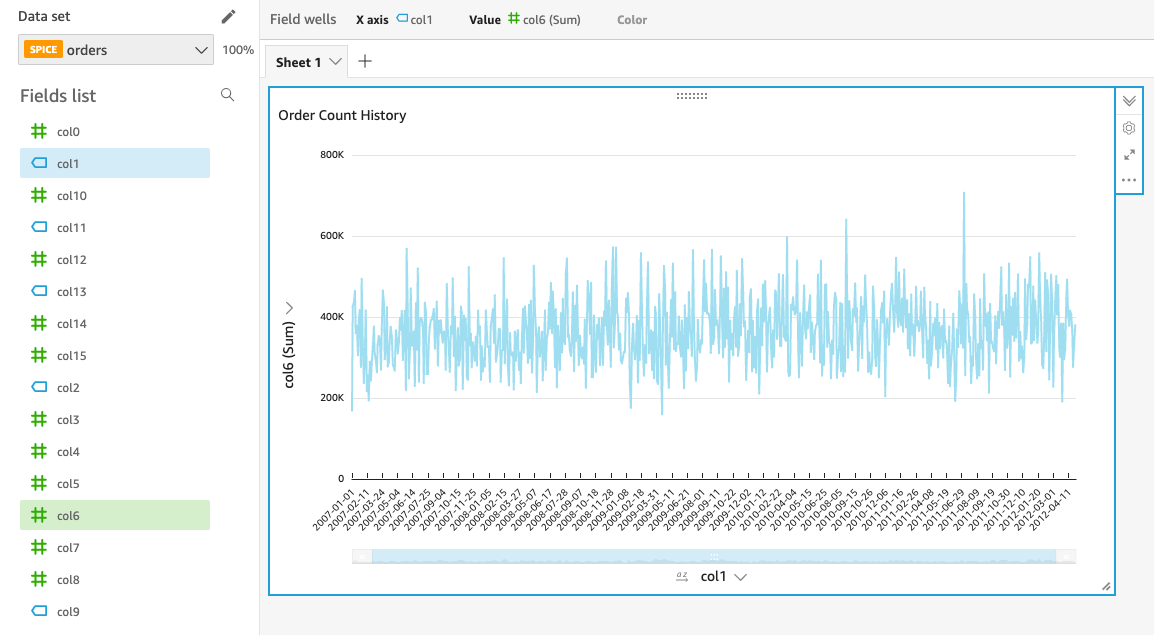 Data set
SPICE orders
100%
Fields list
col0
col1
col10
col11
col12
col13
col14
col15
col2
col3
col4
col5
col6
col7
col8
col9
Field wells X axis col1 Value col6 (Sum) Color
Sheet 1
Order Count History
800K
600K
400K
200K
0
col6 (Sum)
2007-01-01
2007-02-11
2007-03-24
2007-05-04
2007-06-14
2007-07-25
2007-09-04
2007-10-15
2007-11-25
2008-01-05
2008-02-15
2008-03-27
2008-05-07
2008-06-17
2008-07-28
2008-09-07
2008-10-18
2008-11-28
2009-01-08
2009-02-18
2009-03-31
2009-05-11
2009-06-21
2009-08-01
2009-09-11
2009-10-22
2009-12-02
2010-01-12
2010-02-22
2010-04-04
2010-05-15
2010-06-25
2010-08-05
2010-09-15
2010-10-26
2010-12-06
2011-01-16
2011-02-26
2011-04-08
2011-05-19
2011-06-29
2011-08-09
2011-09-19
2011-10-30
2011-12-10
2012-01-20
2012-03-01
2012-04-11
az
col1